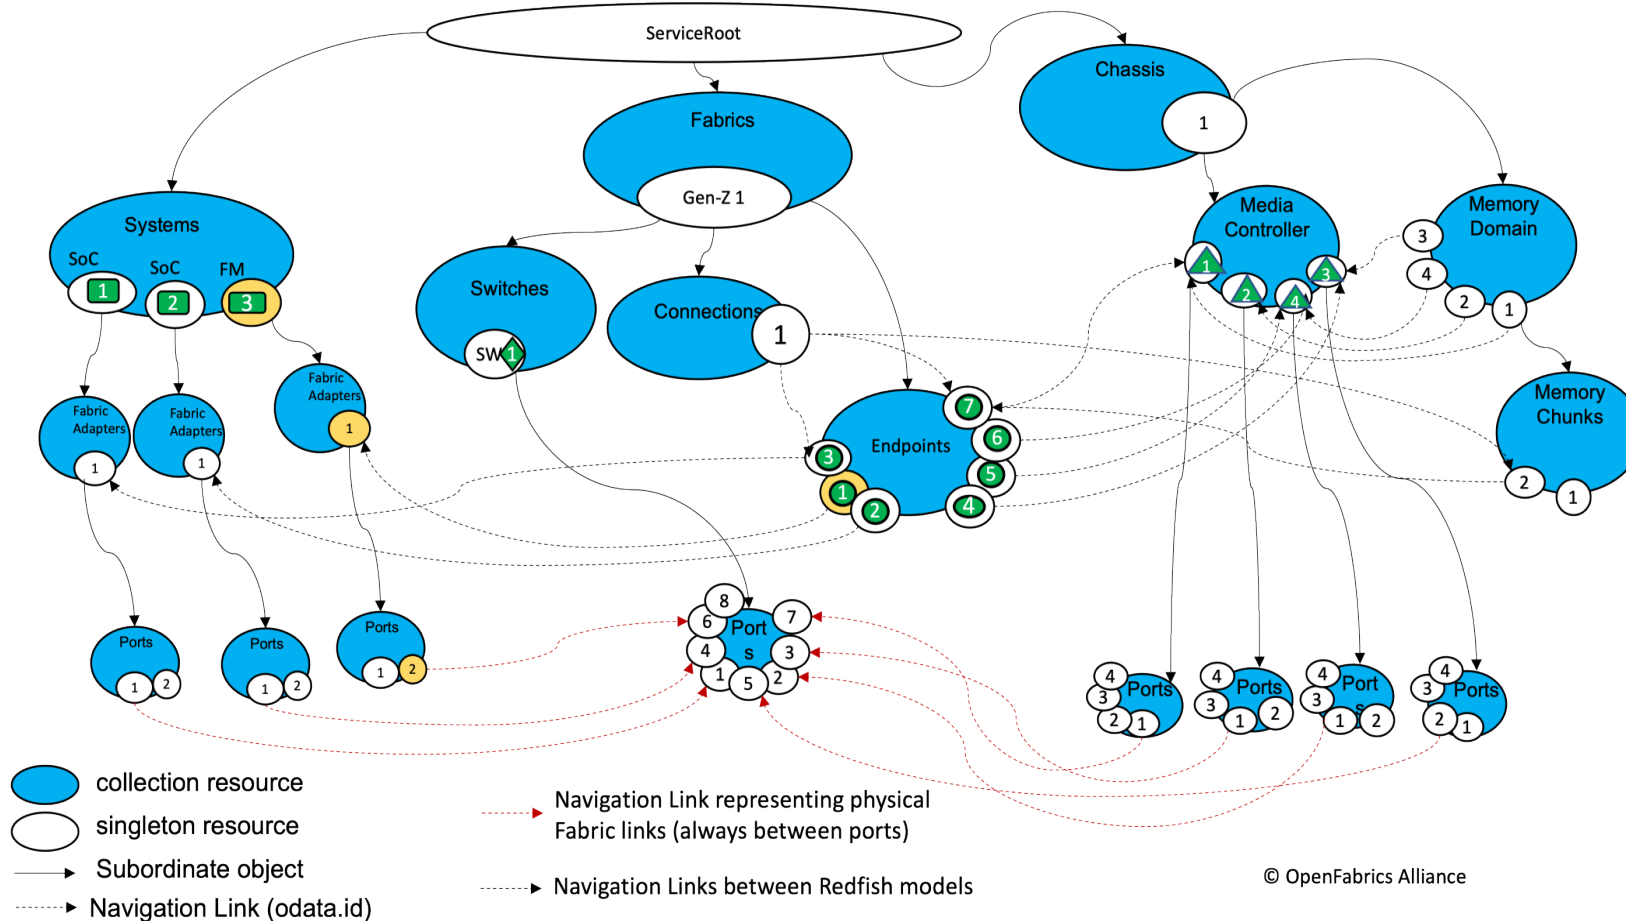 ServiceRoot
Chassis
1
Fabrics
Gen-Z 1
Systems
SoC
1
SoC
2
FM
3
Switches
SW
1
Connections
1
Media
Controller
1
2
4
3
Memory
Domain
3
4
2
1
Memory
Chunks
2
1
Fabric
Adapters
1
Fabric
Adapters
1
Fabric
Adapters
1
Endpoints
7
6
5
4
3
1
2
Ports
1
2
Ports
1
2
Ports
1
2
Port
s
8
6
7
4
3
1
5
2
Ports
4
3
2
1
Ports
4
3
1
2
Port
s
4
3
1
2
Ports
4
3
2
1
collection resource
singleton resource
Subordinate object
Navigation Link (odata.id)
Navigation Link representing physical
Fabric links (always between ports)
Navigation Links between Redfish models
© OpenFabrics Alliance